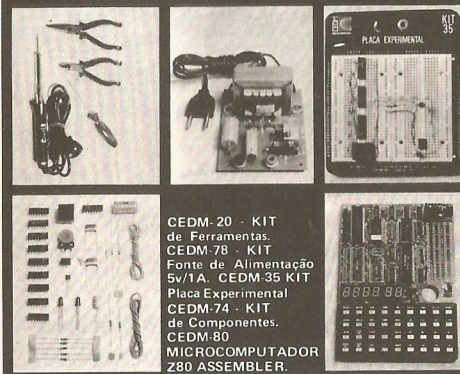 KIT
35
PLACA EXPERIMENTAL
CEDM-20 - KIT
de Ferramentas.
CEDM-78 - KIT
Fonte de Alimentação
5v/1A. CEDM-35 KIT
Placa Experimental
CEDM-74 - KIT
de Componentes.
CEDM-80
MICROCOMPUTADOR
Z80 ASSEMBLER.